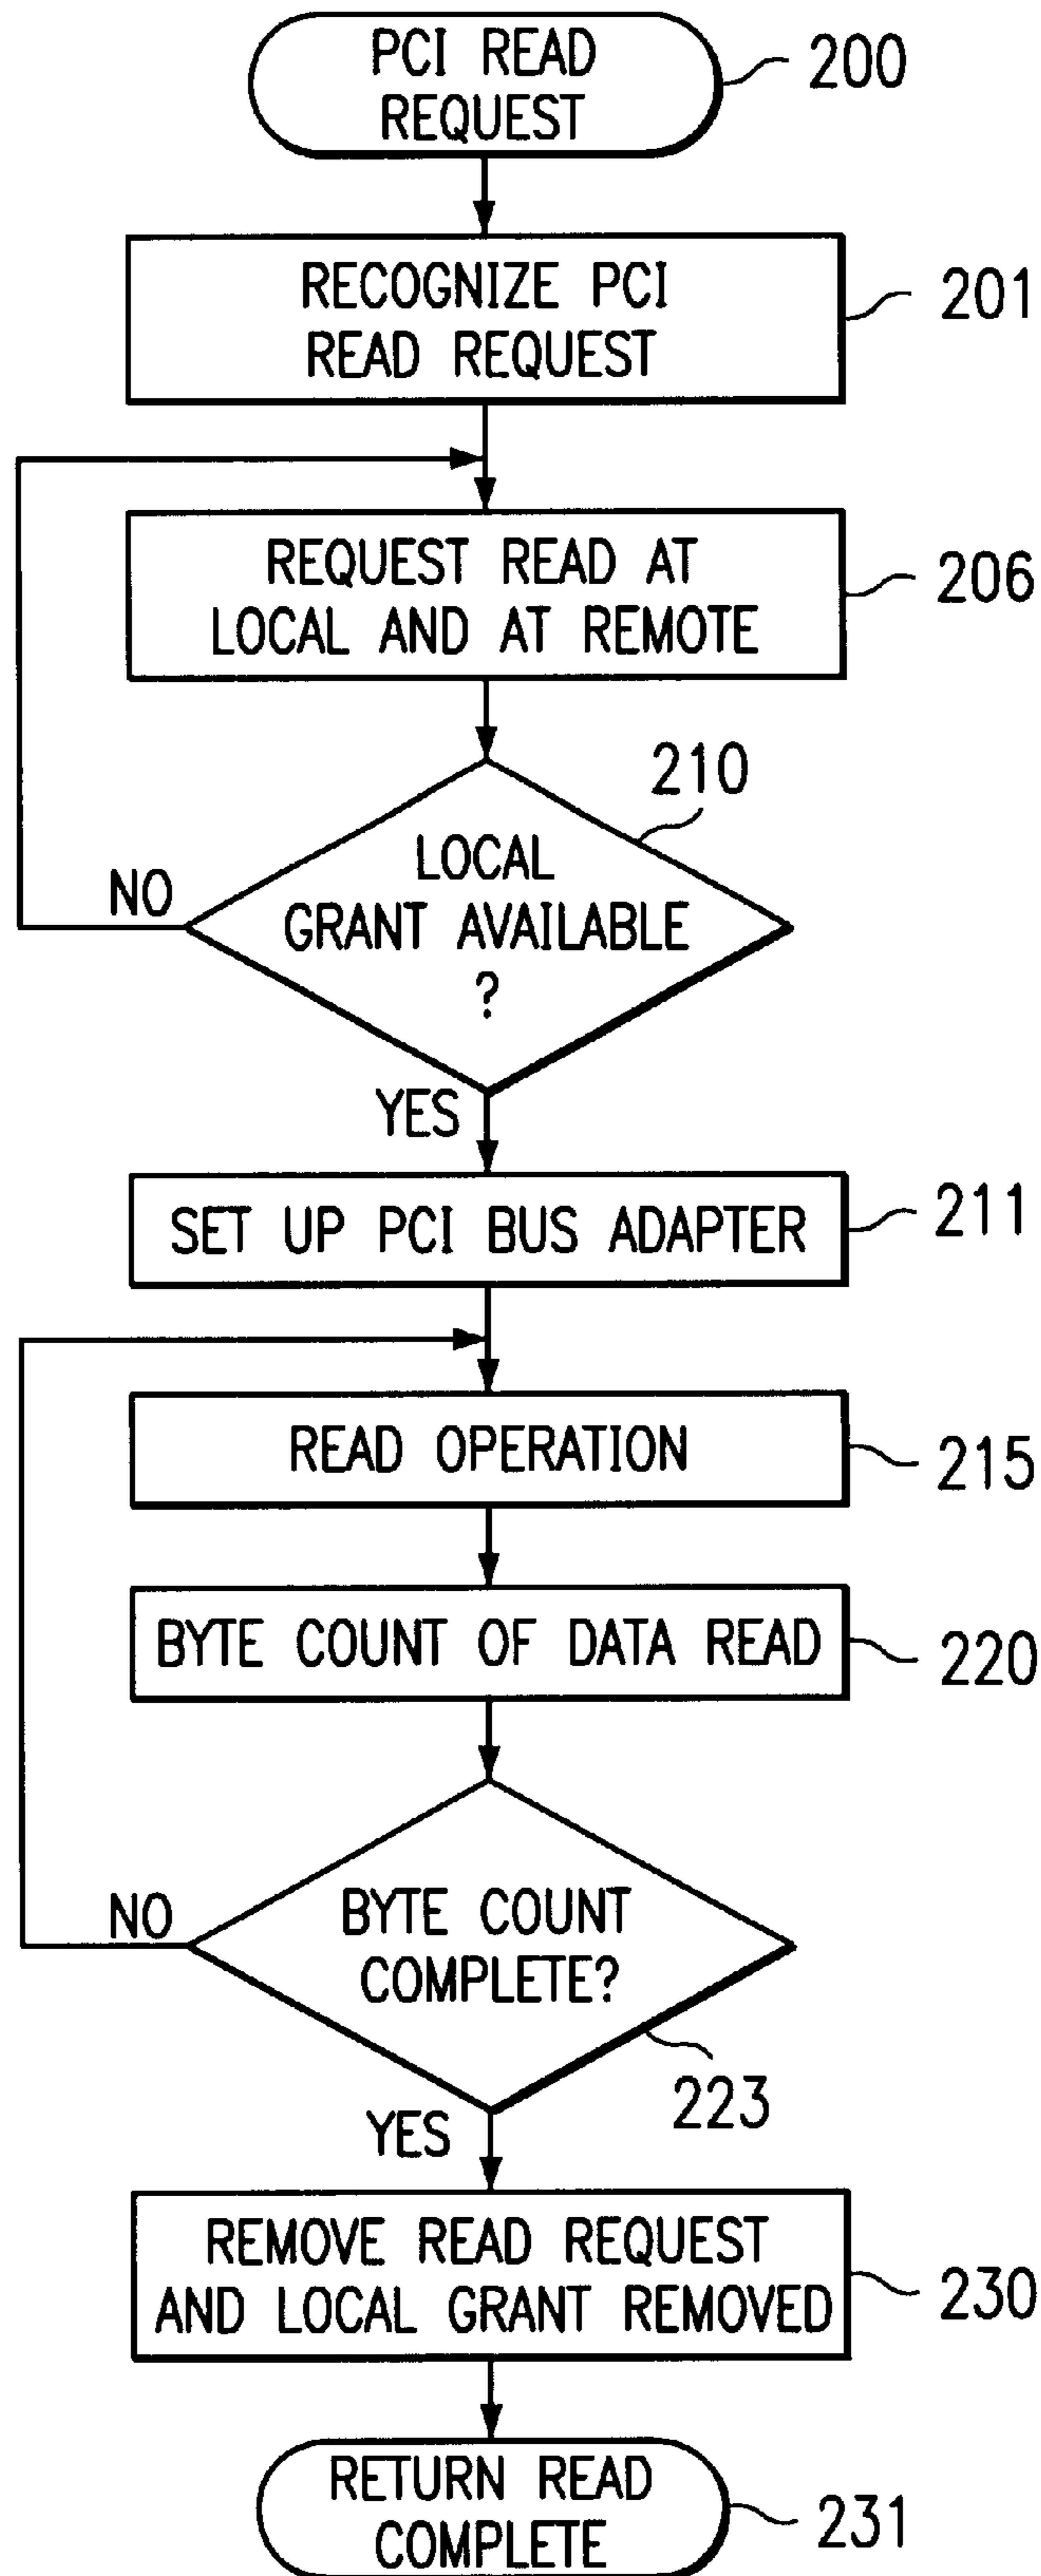 PCI READ
REQUEST
200
RECOGNIZE PCI
READ REQUEST
201
REQUEST READ AT
LOCAL AND AT REMOTE
206
210
LOCAL
GRANT AVAILABLE
?
NO
YES
SET UP PCI BUS ADAPTER
211
READ OPERATION
215
BYTE COUNT OF DATA READ
220
BYTE COUNT
COMPLETE?
NO
223
YES
REMOVE READ REQUEST
AND LOCAL GRANT REMOVED
230
RETURN READ
COMPLETE
231